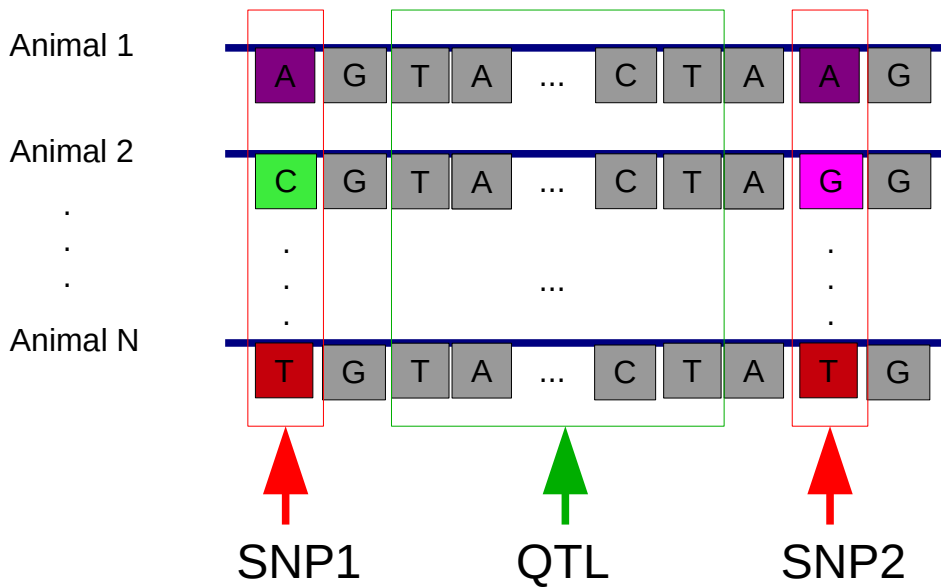 Animal 1 A G T A ... C T A A G
Animal 2 C G T A ... C T A G G
. . .
. ... .
. . .
Animal N T G T A ... C T A T G
SNP1 QTL SNP2